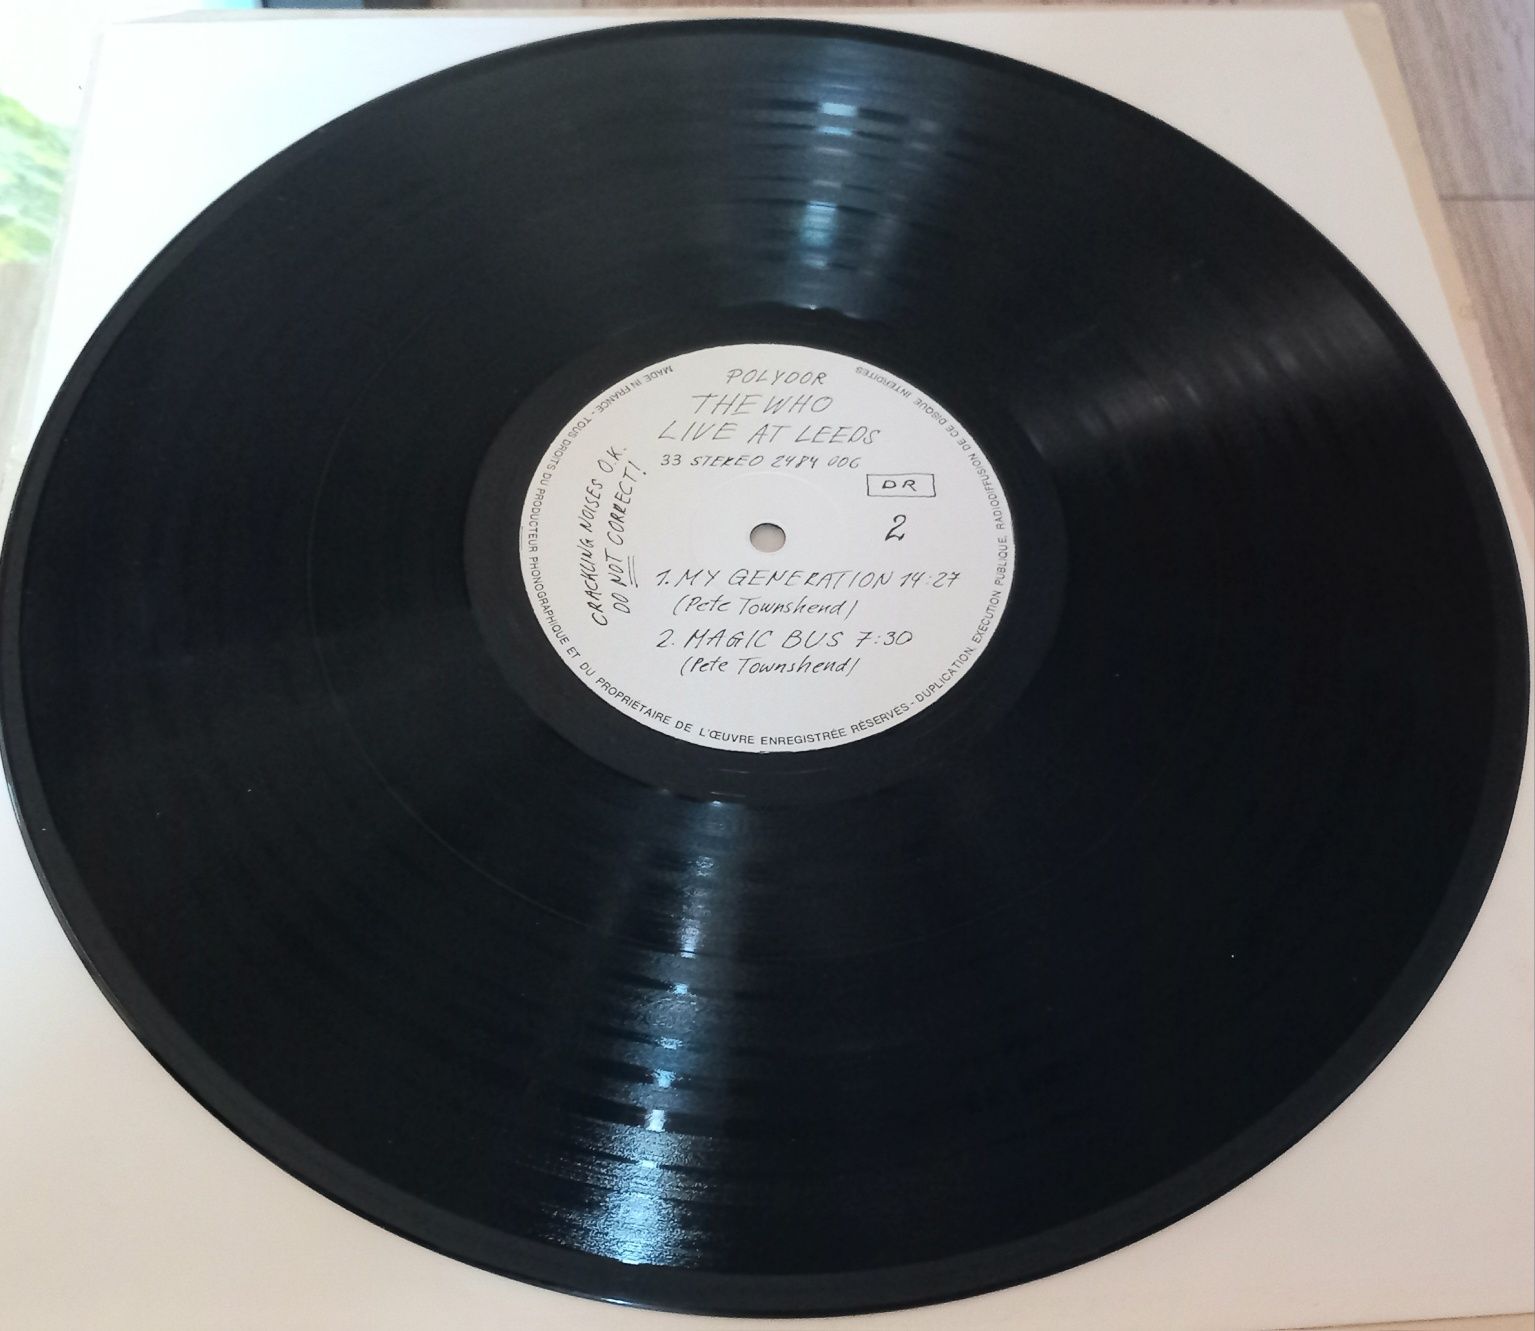 POLYDOR
THE WHO
LIVE AT LEEDS
33 STEREO 2484 006
DR
2
CRACKLING NOISES O.K.
DO NOT CORRECT!
1. MY GENERATION 14:27
(Pete Townshend)
2. MAGIC BUS 7:30
(Pete Townshend)
MADE IN FRANCE - TOUS DROITS DU PRODUCTEUR PHONOGRAPHIQUE ET DU PROPRIÉTAIRE DE L'ŒUVRE ENREGISTRÉE RÉSERVÉS - DUPLICATION, EXECUTION PUBLIQUE, RADIODIFFUSION DE CE DISQUE INTERDITES